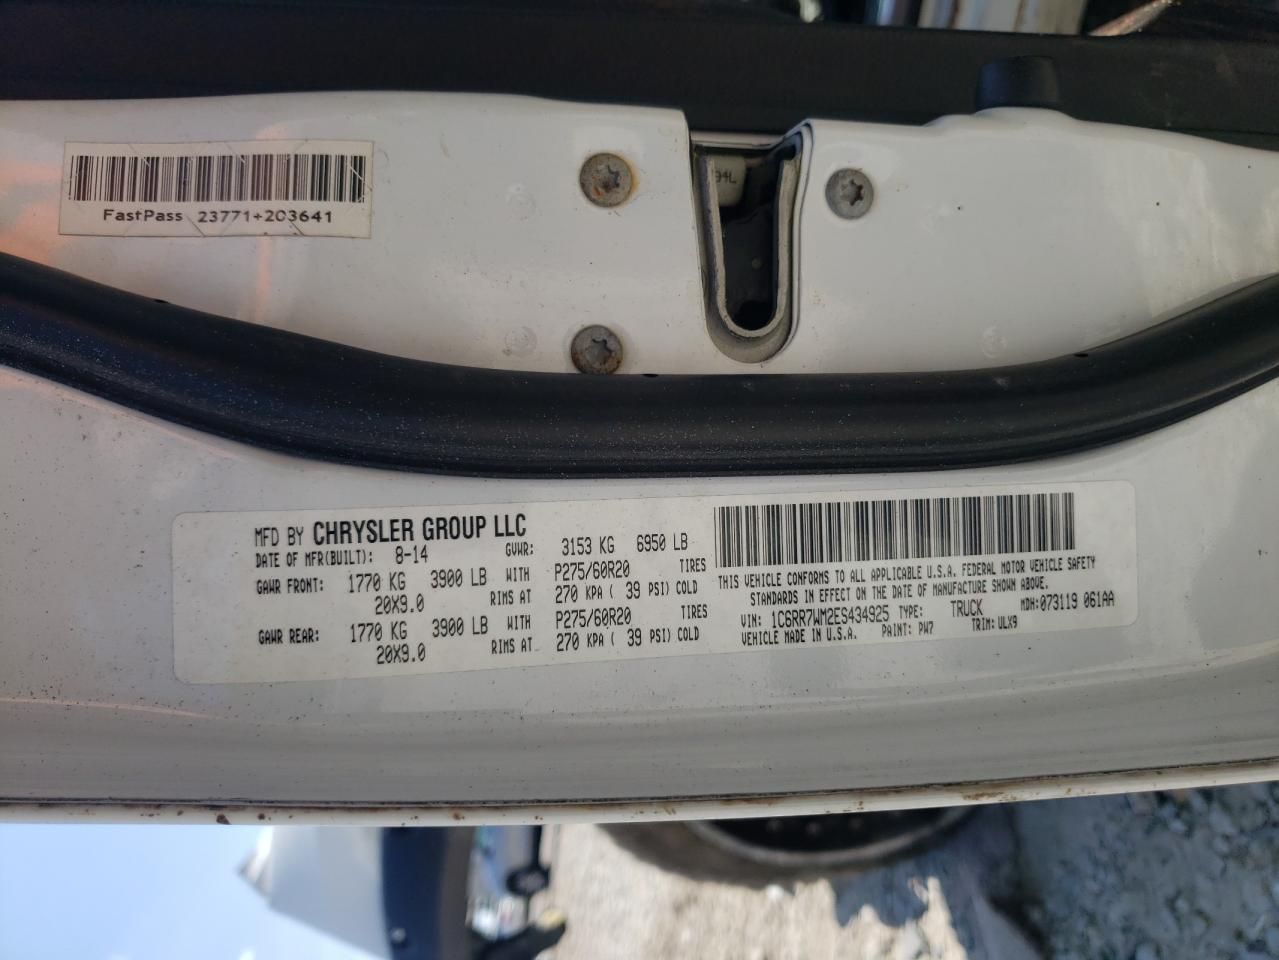 94L
FastPass 23771+203641
MFD BY CHRYSLER GROUP LLC
DATE OF MFR(BUILT): 8-14 GVWR: 3153 KG 6950 LB
GAWR FRONT: 1770 KG 3900 LB WITH P275/60R20 TIRES
20X9.0 RIMS AT 270 KPA ( 39 PSI) COLD
GAWR REAR: 1770 KG 3900 LB WITH P275/60R20 TIRES
20X9.0 RIMS AT 270 KPA ( 39 PSI) COLD
THIS VEHICLE CONFORMS TO ALL APPLICABLE U.S.A. FEDERAL MOTOR VEHICLE SAFETY
STANDARDS IN EFFECT ON THE DATE OF MANUFACTURE SHOWN ABOVE.
VIN: 1C6RR7WM2ES434925 TYPE: TRUCK MDH:073119 061AA
VEHICLE MADE IN U.S.A. PAINT: PW7 TRIM: ULX9